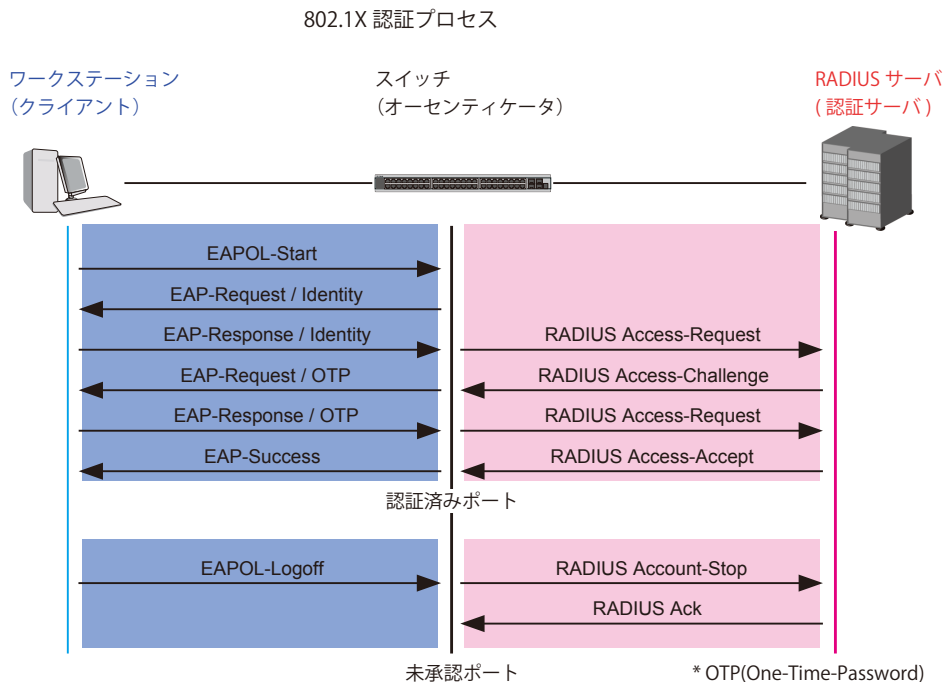 802.1X 認証プロセス
ワークステーション
（クライアント）
スイッチ
（オーセンティケータ）
RADIUS サーバ
( 認証サーバ )
EAPOL-Start
EAP-Request / Identity
EAP-Response / Identity
RADIUS Access-Request
EAP-Request / OTP
RADIUS Access-Challenge
EAP-Response / OTP
RADIUS Access-Request
EAP-Success
RADIUS Access-Accept
認証済みポート
EAPOL-Logoff
RADIUS Account-Stop
RADIUS Ack
未承認ポート
* OTP(One-Time-Password)